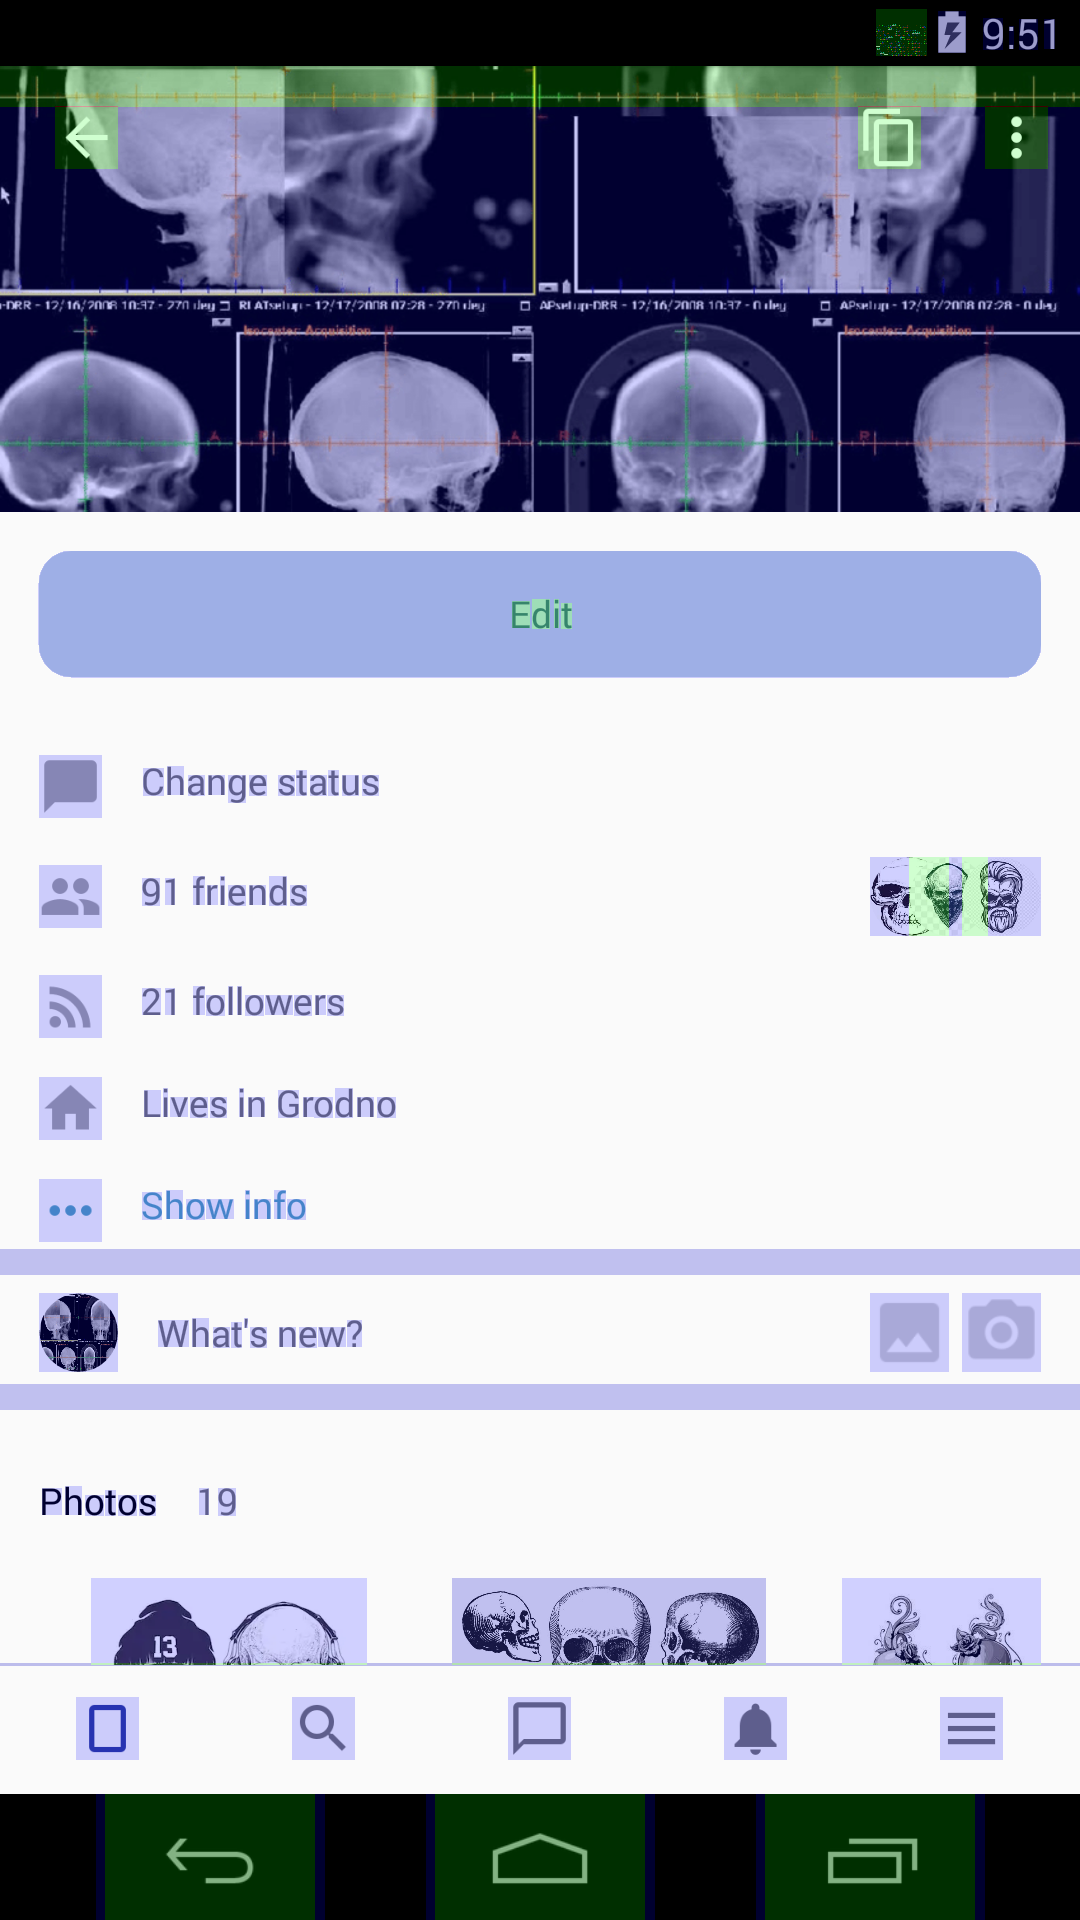 9:51
-DRR - 12/16/2008 10:37 - 270 deg
RLATsetup - 12/17/2008 07:28 - 270 deg
APsetup-DRR - 12/16/2008 10:37 - 0 deg
APsetup - 12/17/2008 07:28 - 0 deg
Isocenter: Acquisition
Isocenter: Acquisition
A
A
R
L
R
Edit
Change status
91 friends
21 followers
Lives in Grodno
Show info
What's new?
Photos 19
13